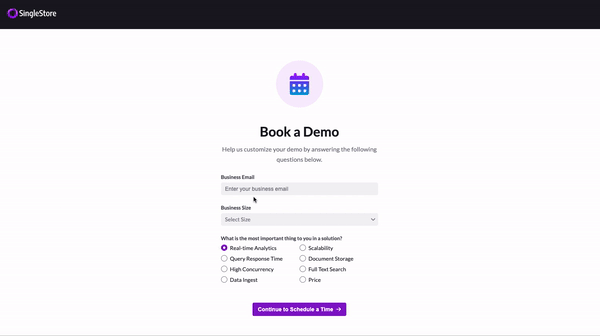 SingleStore
Book a Demo
Help us customize your demo by answering the following
questions below.
Business Email
Enter your business email
Business Size
Select Size
What is the most important thing to you in a solution?
Real-time Analytics
Scalability
Query Response Time
Document Storage
High Concurrency
Full Text Search
Data Ingest
Price
Continue to Schedule a Time →